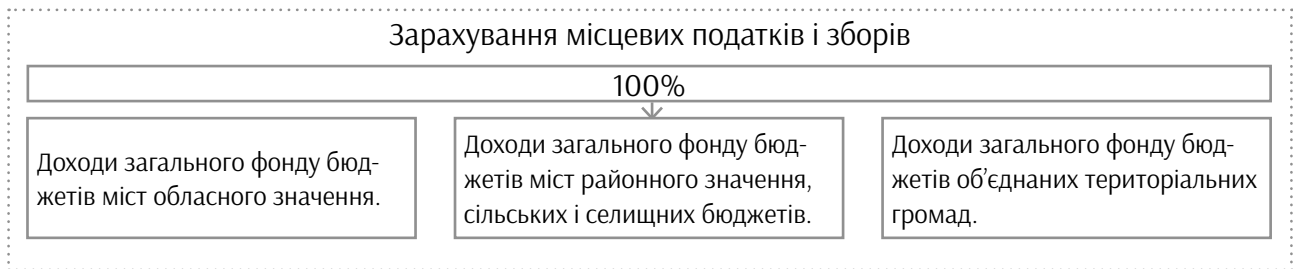 Зарахування місцевих податків і зборів
100%
Доходи загального фонду бюд-
жетів міст обласного значення.
Доходи загального фонду бюд-
жетів міст районного значення,
сільських і селищних бюджетів.
Доходи загального фонду бюд-
жетів об’єднаних територіальних
громад.